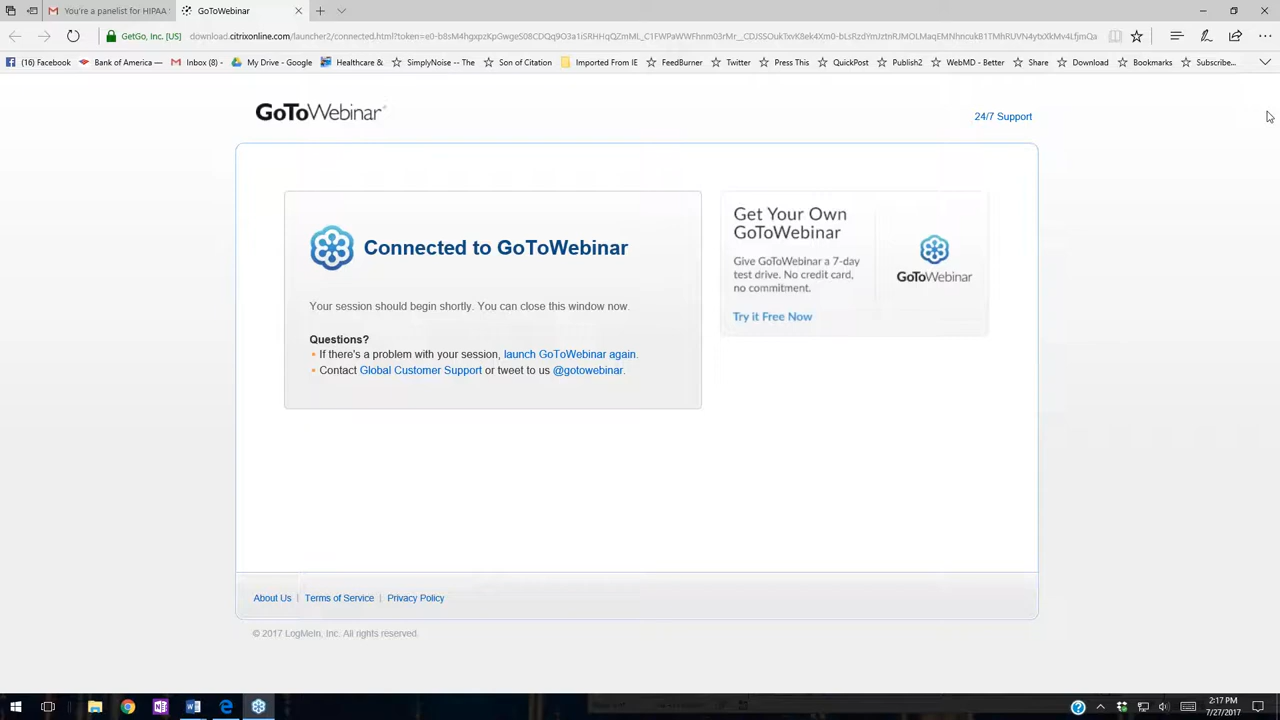 You're a panelist for HIPAA:
GoToWebinar
GetGo, Inc. [US]
(16) Facebook
Bank of America —
Inbox (8) -
My Drive - Google
Healthcare &
SimplyNoise -- The
Son of Citation
Imported From IE
FeedBurner
Twitter
Press This
QuickPost
Publish2
WebMD - Better
Share
Download
Bookmarks
Subscribe...
GoToWebinar
24/7 Support
Connected to GoToWebinar
Your session should begin shortly. You can close this window now.
Questions?
If there's a problem with your session, launch GoToWebinar again.
Contact Global Customer Support or tweet to us @gotowebinar.
Get Your Own
GoToWebinar
Give GoToWebinar a 7-day
test drive. No credit card,
no commitment.
Try it Free Now
GoToWebinar
About Us | Terms of Service | Privacy Policy
© 2017 LogMeIn, Inc. All rights reserved.
2:17 PM
7/27/2017